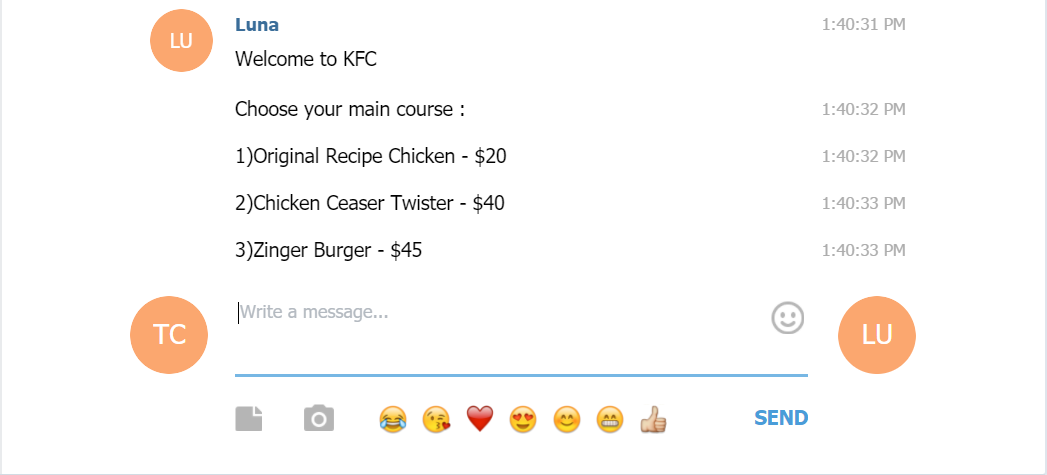 LU
Luna 1:40:31 PM
Welcome to KFC
Choose your main course : 1:40:32 PM
1)Original Recipe Chicken - $20 1:40:32 PM
2)Chicken Ceaser Twister - $40 1:40:33 PM
3)Zinger Burger - $45 1:40:33 PM
TC
Write a message...
LU
SEND